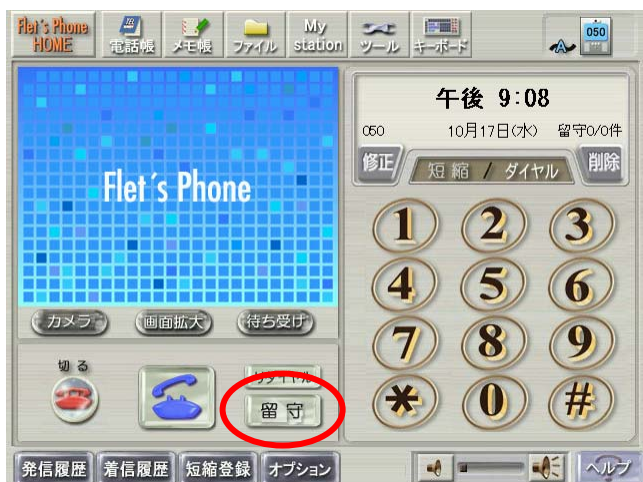 Flet's Phone
HOME
電話帳
メモ帳
ファイル
My
station
ツール
キーボード
050
Flet's Phone
カメラ
画面拡大
待ち受け
切る
リダイヤル
留守
午後 9:08
050
10月17日(水)
留守0/0件
修正
短縮 / ダイヤル
削除
1
2
3
4
5
6
7
8
9
*
0
#
発信履歴
着信履歴
短縮登録
オプション
ヘルプ